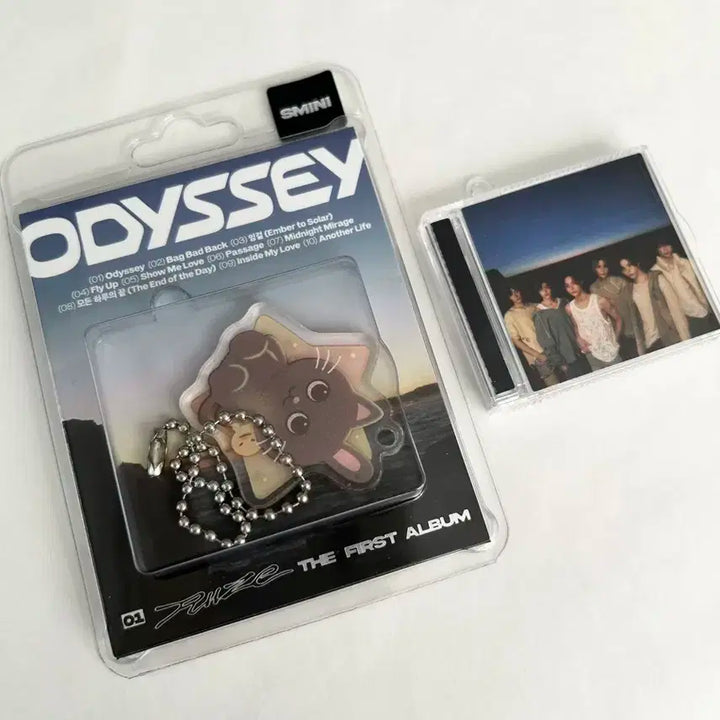 SMINI
ODYSSEY
(01) Odyssey (02) Bag Bad Back (03) 잉걸 (Ember to Solar)
(04) Fly Up (05) Show Me Love (06) Passage (07) Midnight Mirage
(08) 모든 하루의 끝 (The End of the Day) (09) Inside My Love (10) Another Life
01 RIIZE THE FIRST ALBUM